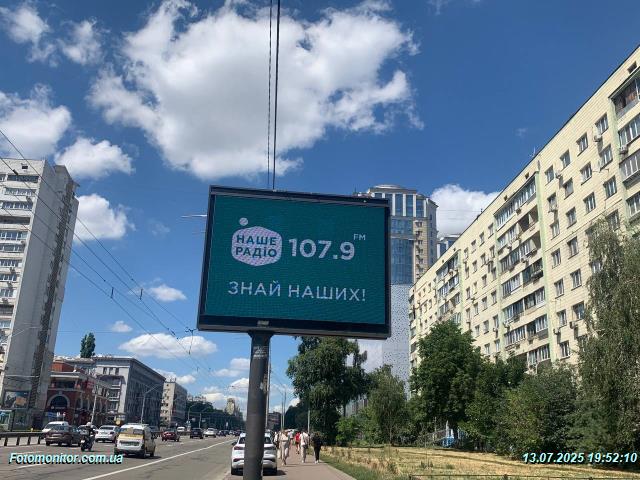 НАШЕ
РАДІО
107.9 FM
ЗНАЙ НАШИХ!
Fotomonitor.com.ua
13.07.2025 19:52:10